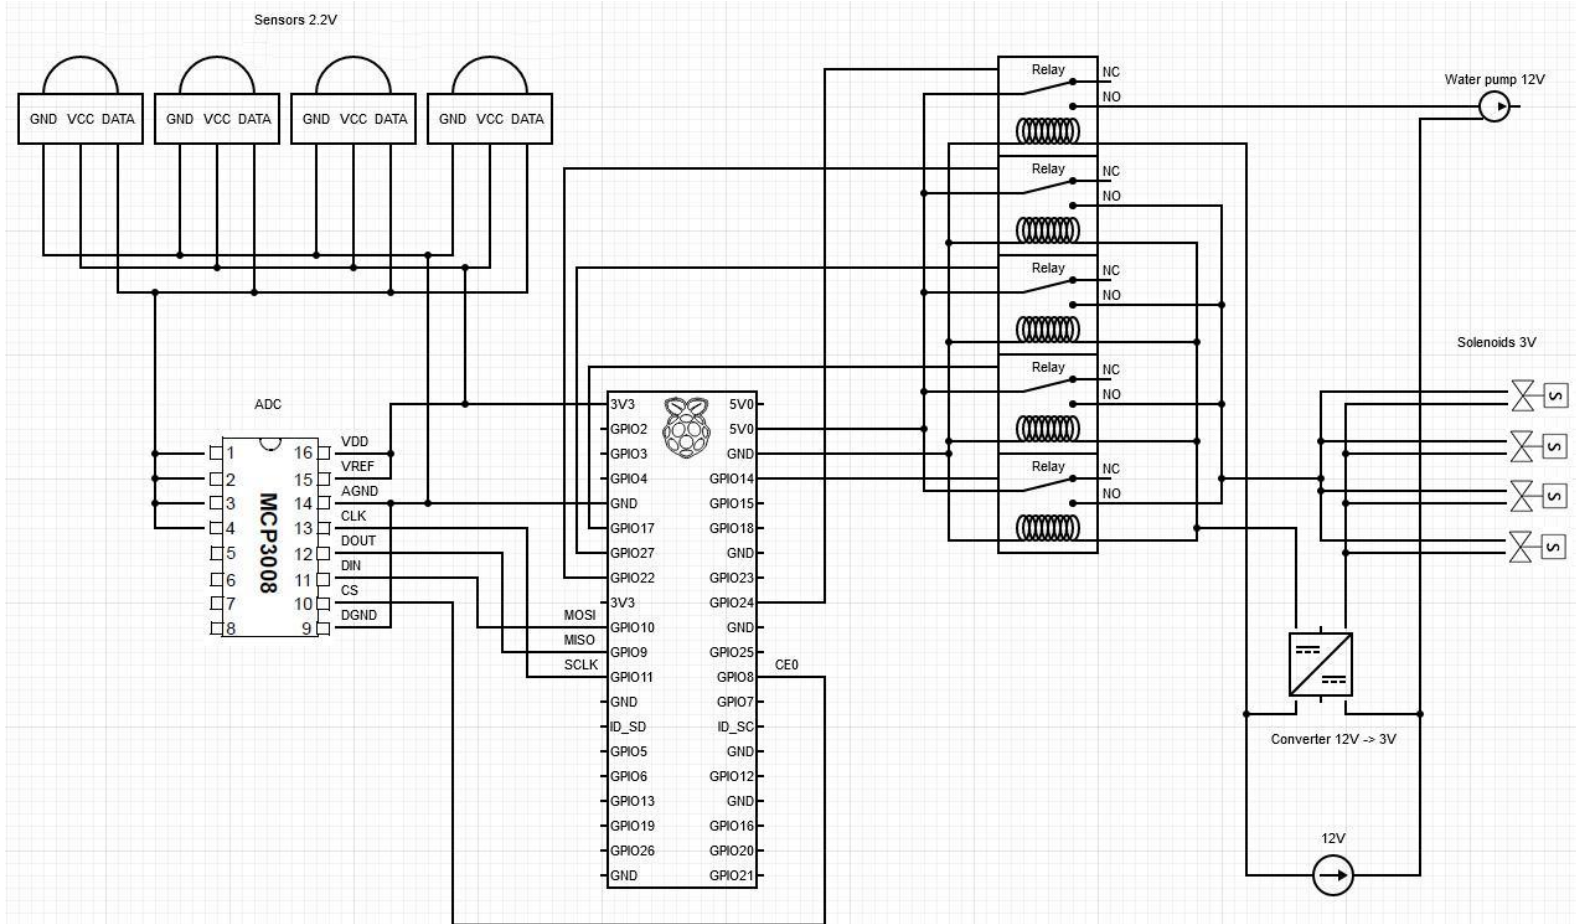 Sensors 2.2V
GND VCC DATA
GND VCC DATA
GND VCC DATA
GND VCC DATA
ADC
MCP3008
1
2
3
4
5
6
7
8
16 VDD
15 VREF
14 AGND
13 CLK
12 DOUT
11 DIN
10 CS
9 DGND
MOSI
MISO
SCLK
3V3 5V0
GPIO2 5V0
GPIO3 GND
GPIO4 GPIO14
GND GPIO15
GPIO17 GPIO18
GPIO27 GND
GPIO22 GPIO23
3V3 GPIO24
GPIO10 GND
GPIO9 GPIO25
GPIO11 GPIO8
GND GPIO7
ID_SD ID_SC
GPIO5 GND
GPIO6 GPIO12
GPIO13 GND
GPIO19 GPIO16
GPIO26 GPIO20
GND GPIO21
CE0
Relay NC
NO
Relay NC
NO
Relay NC
NO
Relay NC
NO
Relay NC
NO
Water pump 12V
Solenoids 3V
S
S
S
S
Converter 12V -> 3V
12V